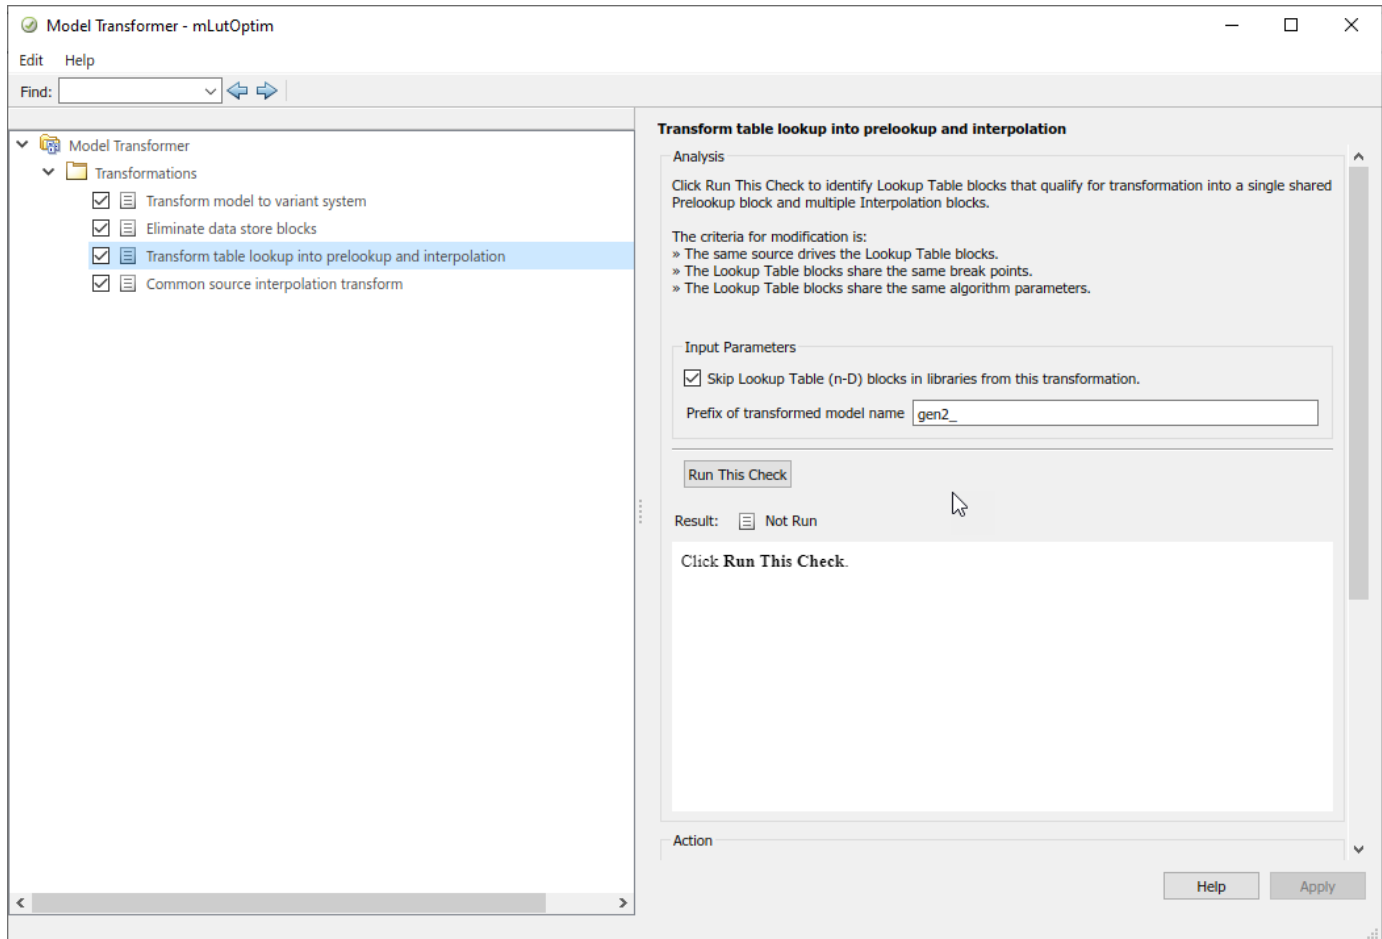 Model Transformer - mLutOptim
Edit Help
Find:
Model Transformer
Transformations
Transform model to variant system
Eliminate data store blocks
Transform table lookup into prelookup and interpolation
Common source interpolation transform
Transform table lookup into prelookup and interpolation
Analysis
Click Run This Check to identify Lookup Table blocks that qualify for transformation into a single shared
Prelookup block and multiple Interpolation blocks.
The criteria for modification is:
» The same source drives the Lookup Table blocks.
» The Lookup Table blocks share the same break points.
» The Lookup Table blocks share the same algorithm parameters.
Input Parameters
Skip Lookup Table (n-D) blocks in libraries from this transformation.
Prefix of transformed model name gen2_
Run This Check
Result: Not Run
Click Run This Check.
Action
Help Apply